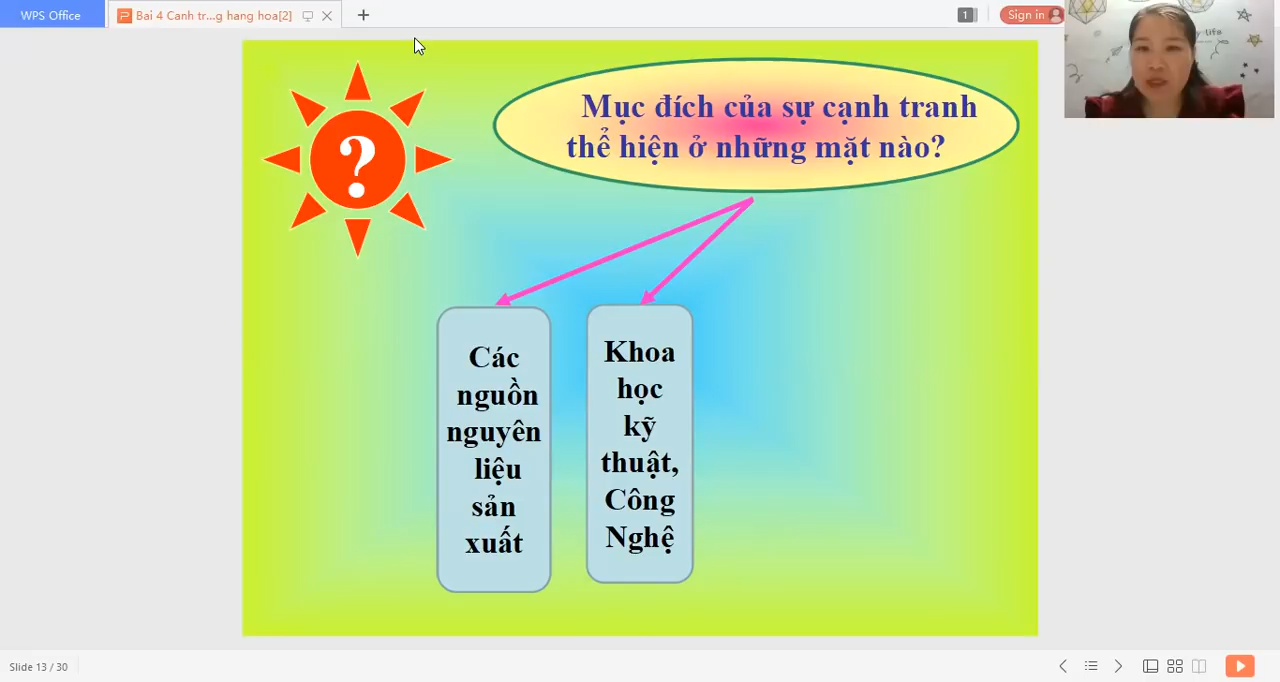 WPS Office
Bai 4 Canh tr...g hang hoa[2]
1
Sign in
?
Mục đích của sự cạnh tranh
thể hiện ở những mặt nào?
Các
nguồn
nguyên
liệu
sản
xuất
Khoa
học
kỹ
thuật,
Công
Nghệ
Slide 13 / 30